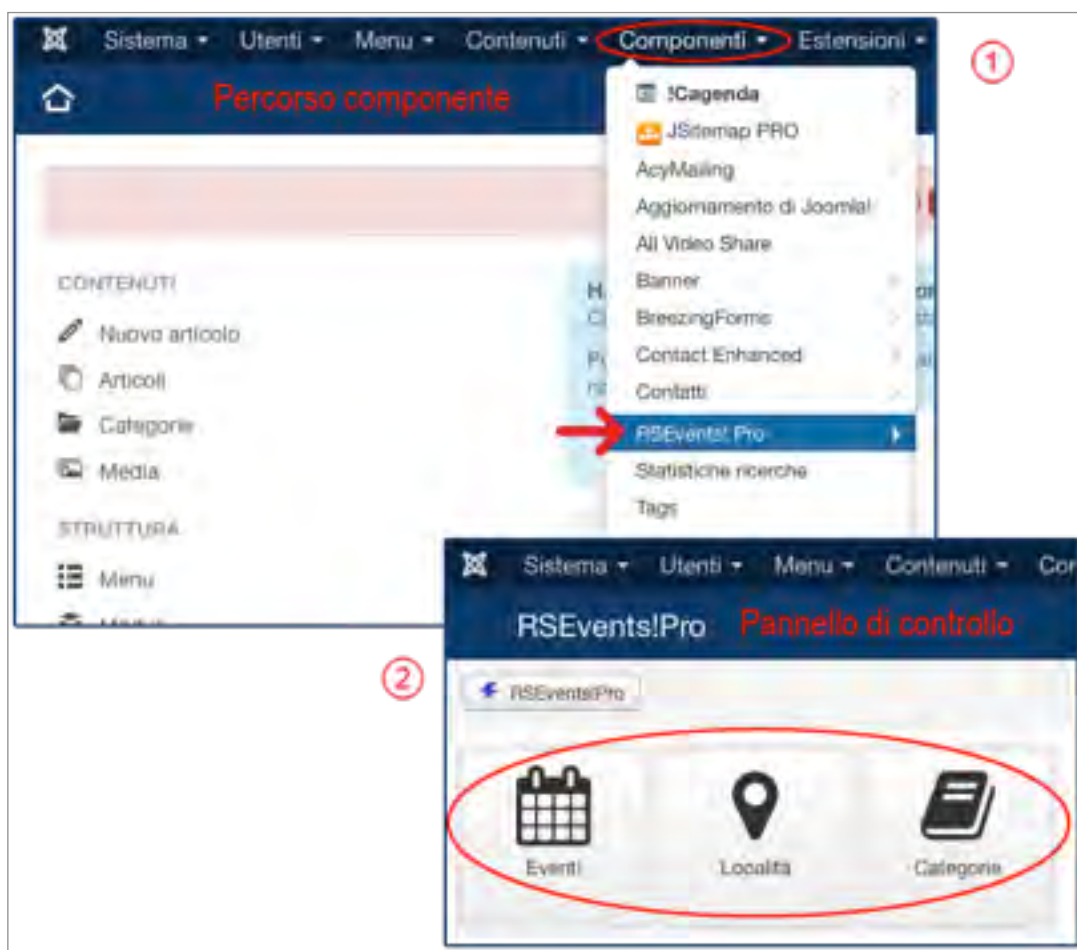 Sistema Utenti Menu Contenuti Componenti Estensioni
1
Percorso componente
!Cagenda
JSitemap PRO
AcyMailing
Aggiornamento di Joomla!
All Video Share
CONTENUTI
Banner
Nuovo articolo
BreezingForms
Articoli
Contact Enhanced
Contatti
Categorie
RSEvents! Pro
Media
Statistiche ricerche
Tags
STRUTTURA
Menu
Sistema Utenti Menu Contenuti
RSEvents!Pro Pannello di controllo
2
RSEvents!Pro
Eventi Località Categorie